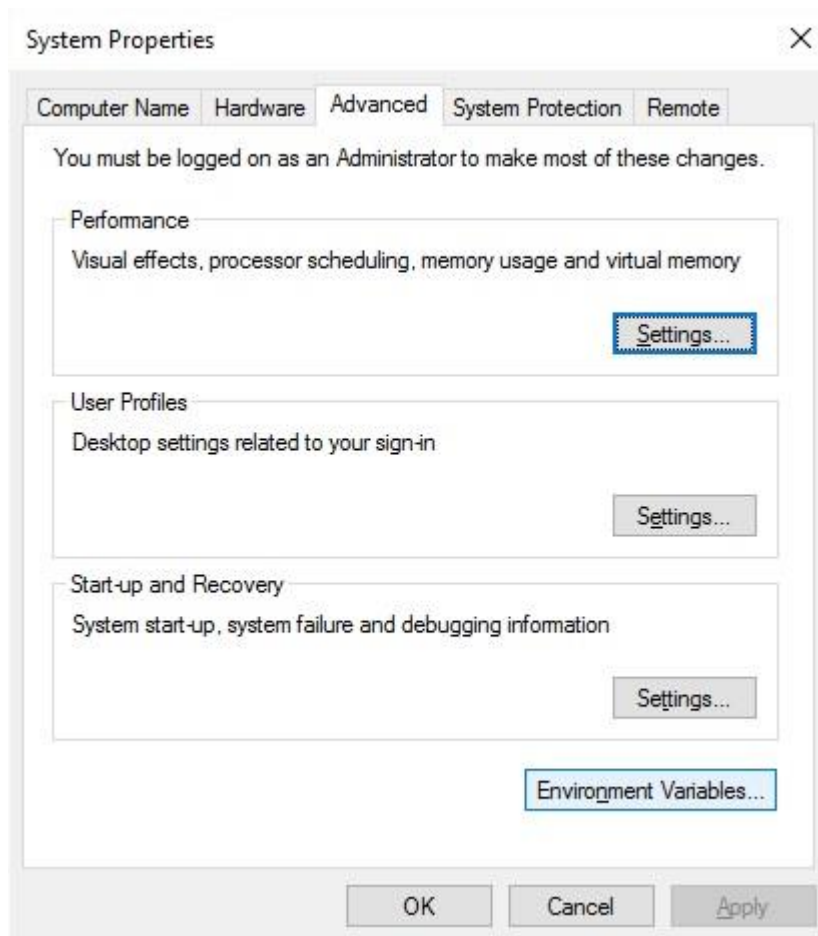 System Properties
Computer Name Hardware Advanced System Protection Remote
You must be logged on as an Administrator to make most of these changes.
Performance
Visual effects, processor scheduling, memory usage and virtual memory
Settings...
User Profiles
Desktop settings related to your sign-in
Settings...
Start-up and Recovery
System start-up, system failure and debugging information
Settings...
Environment Variables...
OK Cancel Apply